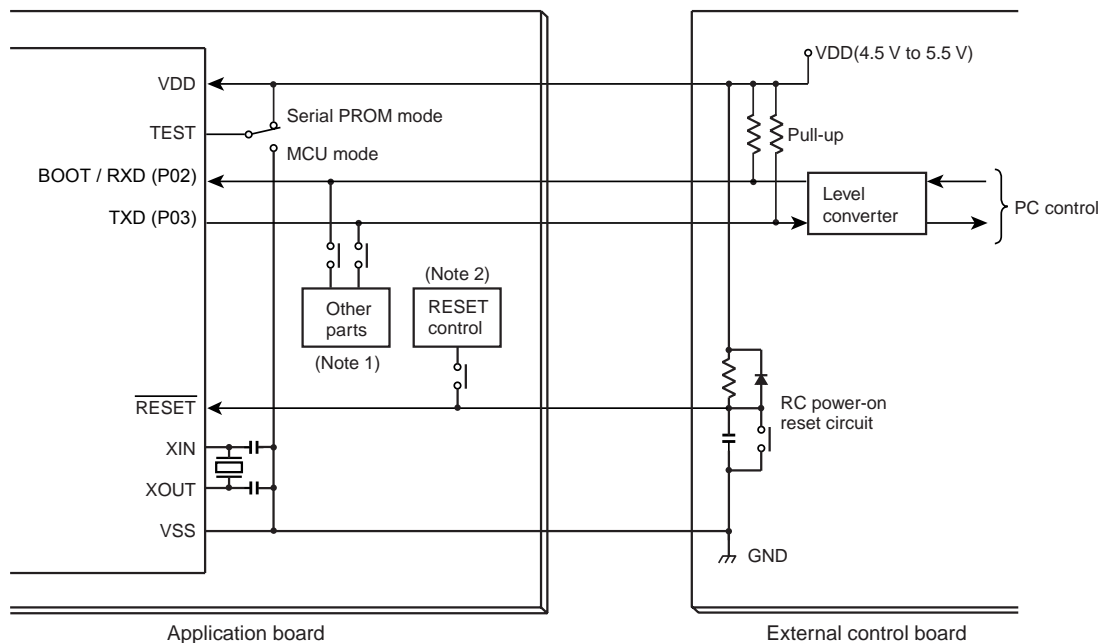 VDD(4.5 V to 5.5 V)
VDD
Serial PROM mode
TEST
Pull-up
MCU mode
BOOT / RXD (P02)
Level
converter
PC control
TXD (P03)
(Note 2)
Other
parts
RESET
control
(Note 1)
RESET
RC power-on
reset circuit
XIN
XOUT
VSS
GND
Application board
External control board